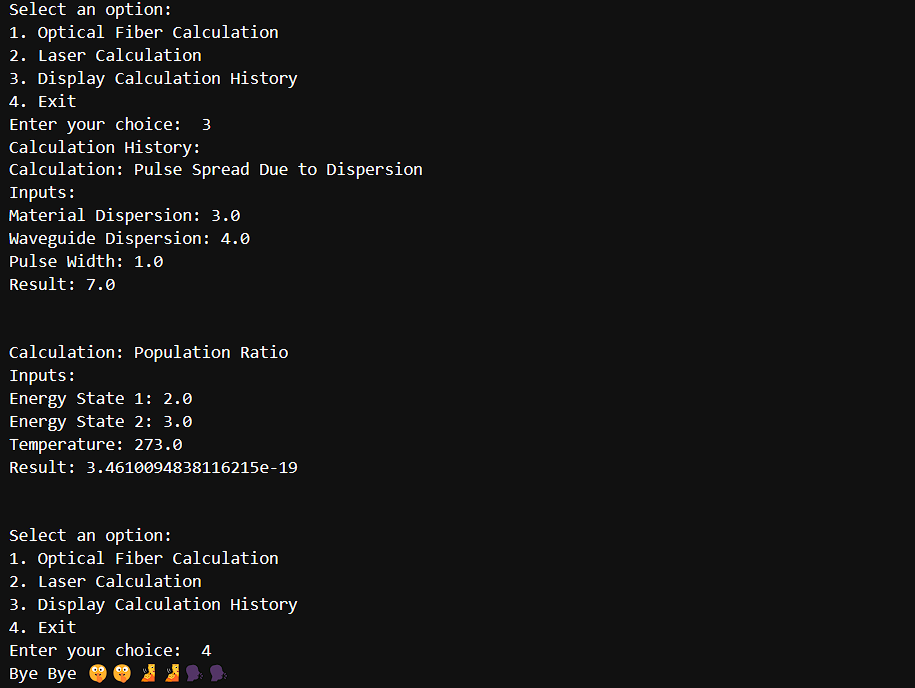 Select an option:
1. Optical Fiber Calculation
2. Laser Calculation
3. Display Calculation History
4. Exit
Enter your choice:  3
Calculation History:
Calculation: Pulse Spread Due to Dispersion
Inputs:
Material Dispersion: 3.0
Waveguide Dispersion: 4.0
Pulse Width: 1.0
Result: 7.0
Calculation: Population Ratio
Inputs:
Energy State 1: 2.0
Energy State 2: 3.0
Temperature: 273.0
Result: 3.4610094838116215e-19
Select an option:
1. Optical Fiber Calculation
2. Laser Calculation
3. Display Calculation History
4. Exit
Enter your choice:  4
Bye Bye